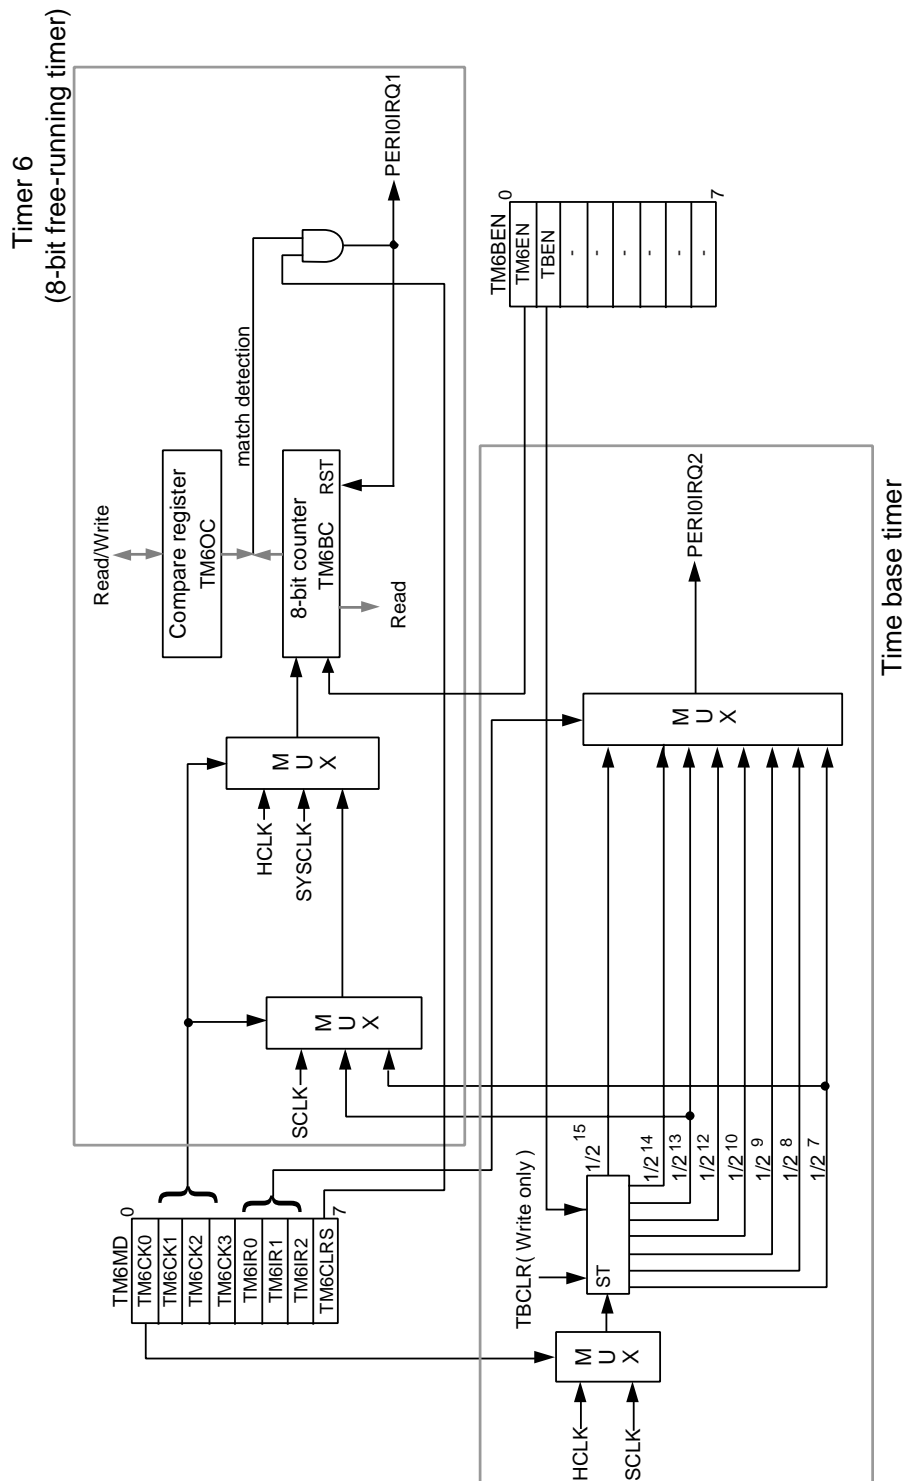 Timer 6
(8-bit free-running timer)
Read/Write
Compare register
TM6OC
match detection
8-bit counter
TM6BC
RST
Read
PERI0IRQ1
M
U
X
HCLK
SYSCLK
M
U
X
SCLK
TM6MD
0
TM6CK0
TM6CK1
TM6CK2
TM6CK3
TM6IR0
TM6IR1
TM6IR2
TM6CLRS
7
TM6BEN
0
TM6EN
TBEN
-
-
-
-
-
-
7
TBCLR( Write only )
ST
1/2 15
1/2 14
1/2 13
1/2 12
1/2 10
1/2 9
1/2 8
1/2 7
M
U
X
HCLK
SCLK
M
U
X
PERI0IRQ2
Time base timer